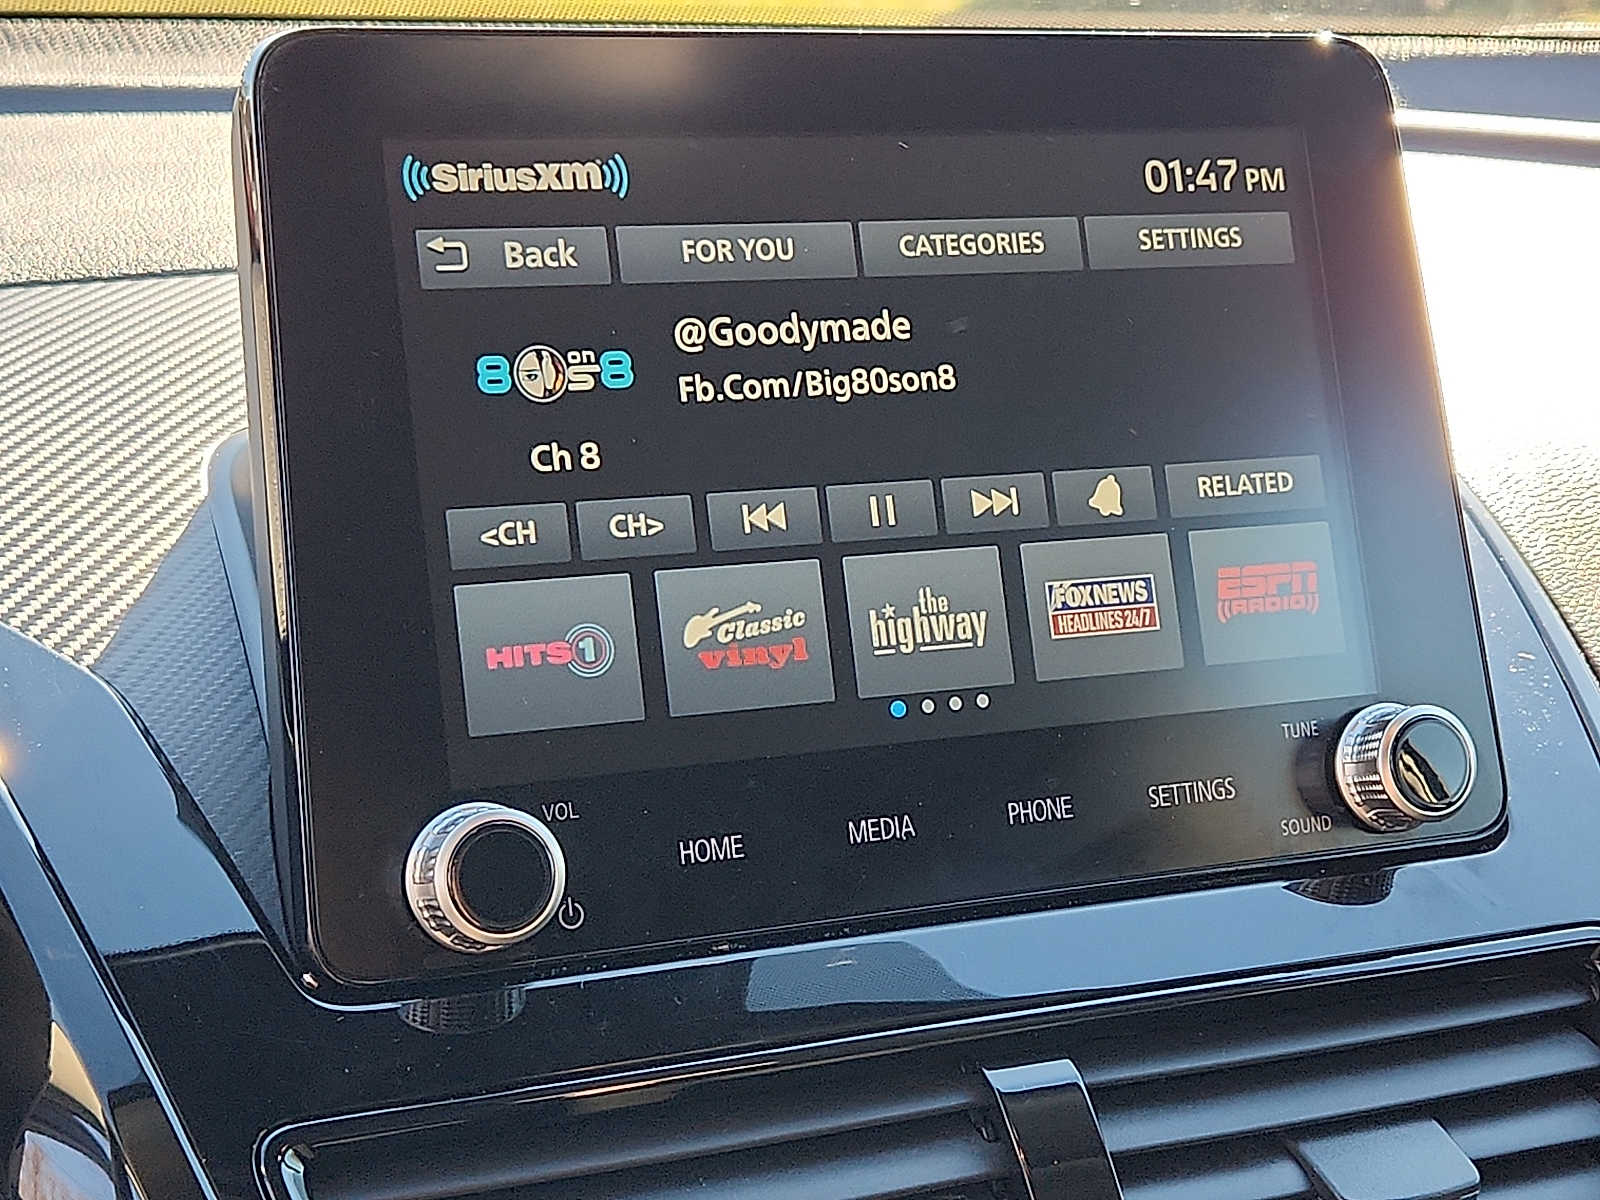 SiriusXM
01:47 PM
Back
FOR YOU
CATEGORIES
SETTINGS
80s on 8
@Goodymade
Fb.Com/Big80son8
Ch 8
<CH
CH>
RELATED
HITS 1
Classic
vinyl
the
highway
FOX NEWS
HEADLINES 24/7
ESPN
RADIO
VOL
HOME
MEDIA
PHONE
SETTINGS
TUNE
SOUND